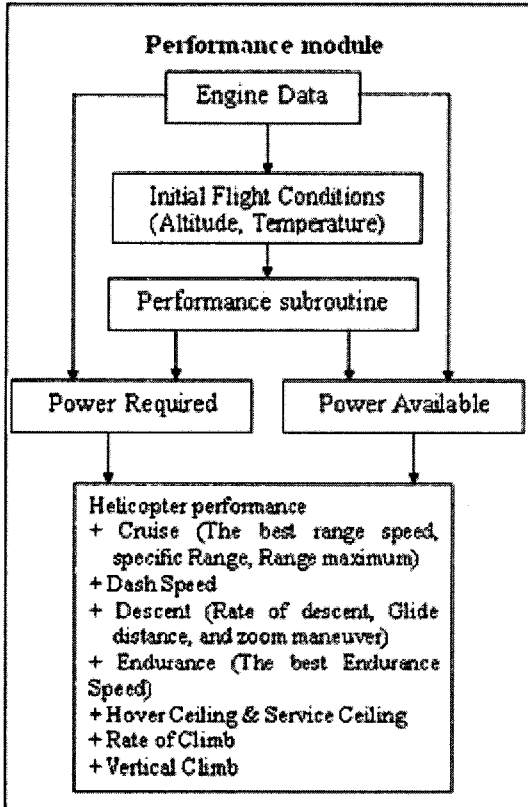 Performance module
Engine Data
Initial Flight Conditions
(Altitude, Temperature)
Performance subroutine
Power Required
Power Available
Helicopter performance
+ Cruise (The best range speed,
specific Range, Range maximum)
+ Dash Speed
+ Descent (Rate of descent, Glide
distance, and zoom maneuver)
+ Endurance (The best Endurance
Speed)
+ Hover Ceiling & Service Ceiling
+ Rate of Climb
+ Vertical Climb